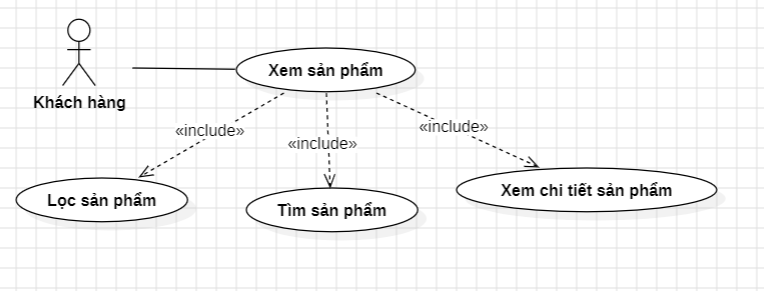 Xem sản phẩm
Khách hàng
«include»
«include»
«include»
Lọc sản phẩm
Tìm sản phẩm
Xem chi tiết sản phẩm